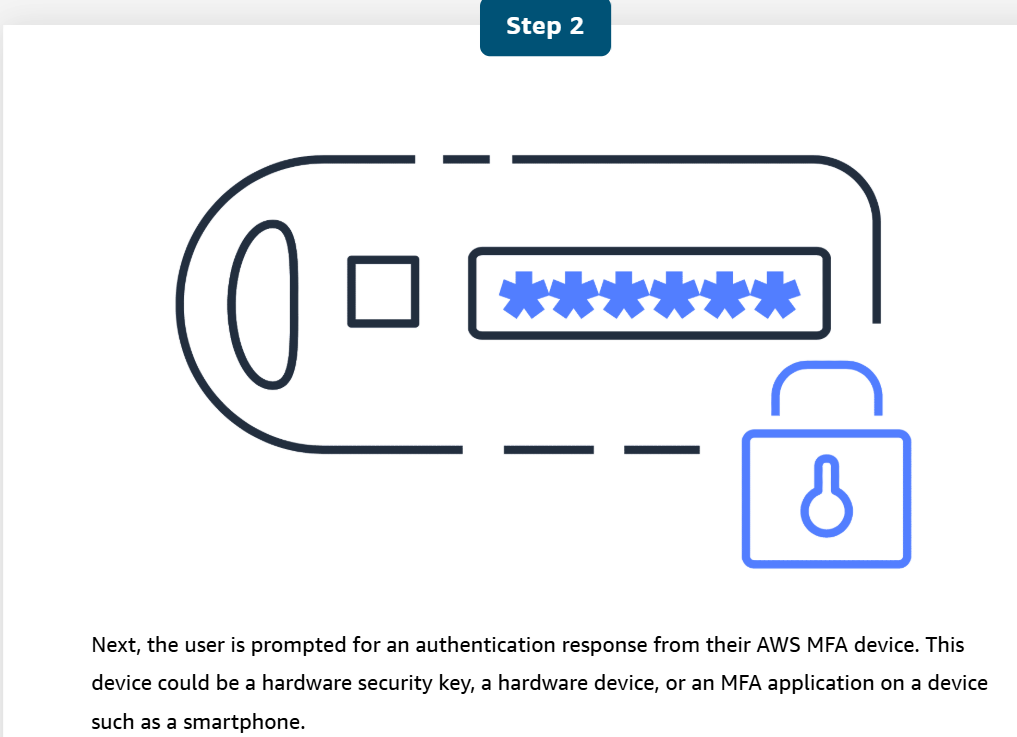 Step 2
******
Next, the user is prompted for an authentication response from their AWS MFA device. This
device could be a hardware security key, a hardware device, or an MFA application on a device
such as a smartphone.